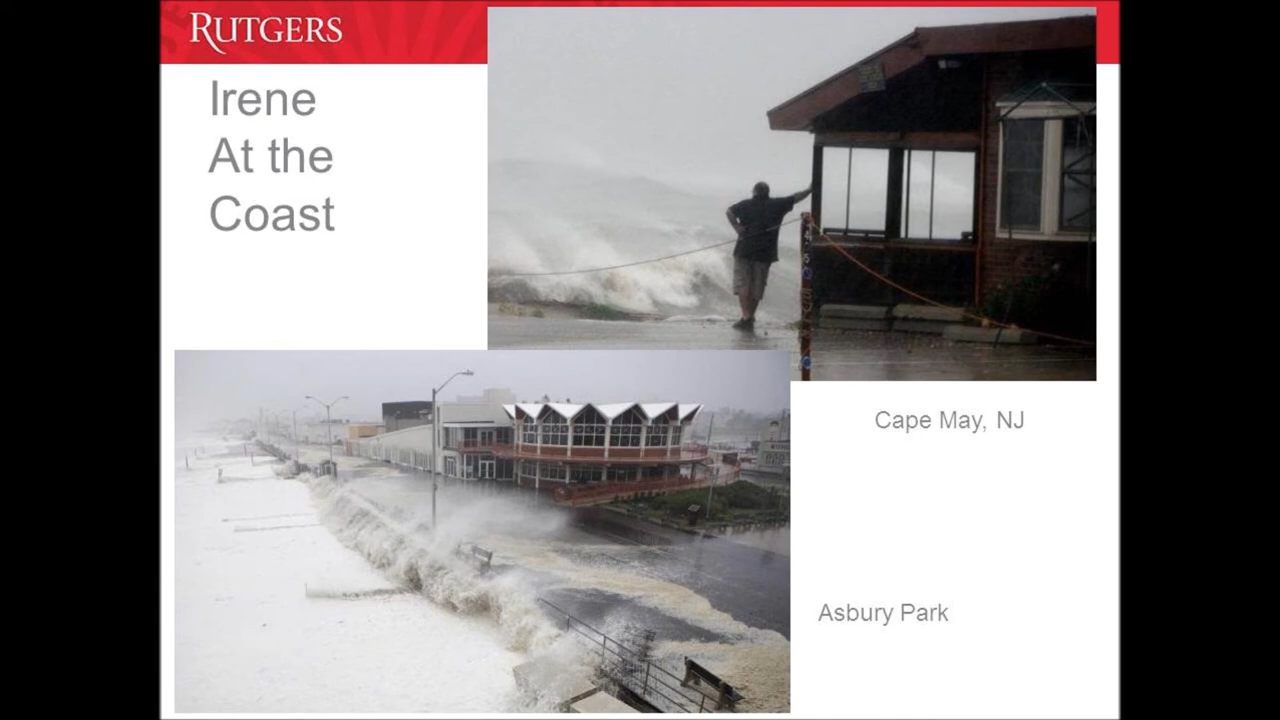 RUTGERS
Irene
At the
Coast
Cape May, NJ
Asbury Park